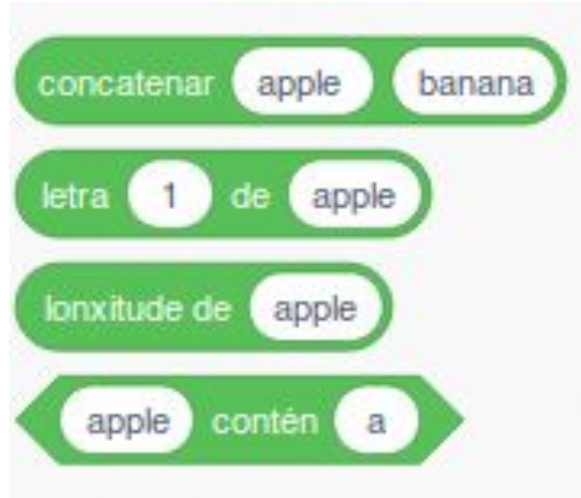 concatenar apple banana
letra 1 de apple
lonxitude de apple
apple contén a